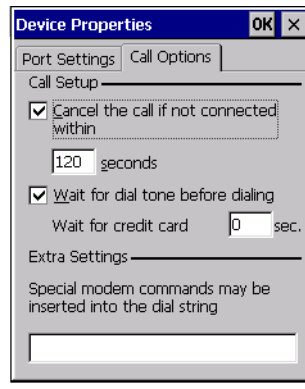 Device Properties OK ×
Port Settings Call Options
Call Setup
Cancel the call if not connected
within
120 seconds
Wait for dial tone before dialing
Wait for credit card 0 sec.
Extra Settings
Special modem commands may be
inserted into the dial string